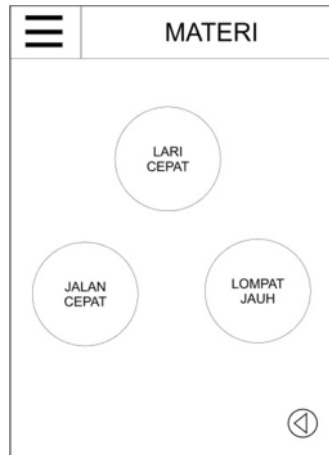 MATERI
LARI
CEPAT
JALAN
CEPAT
LOMPAT
JAUH